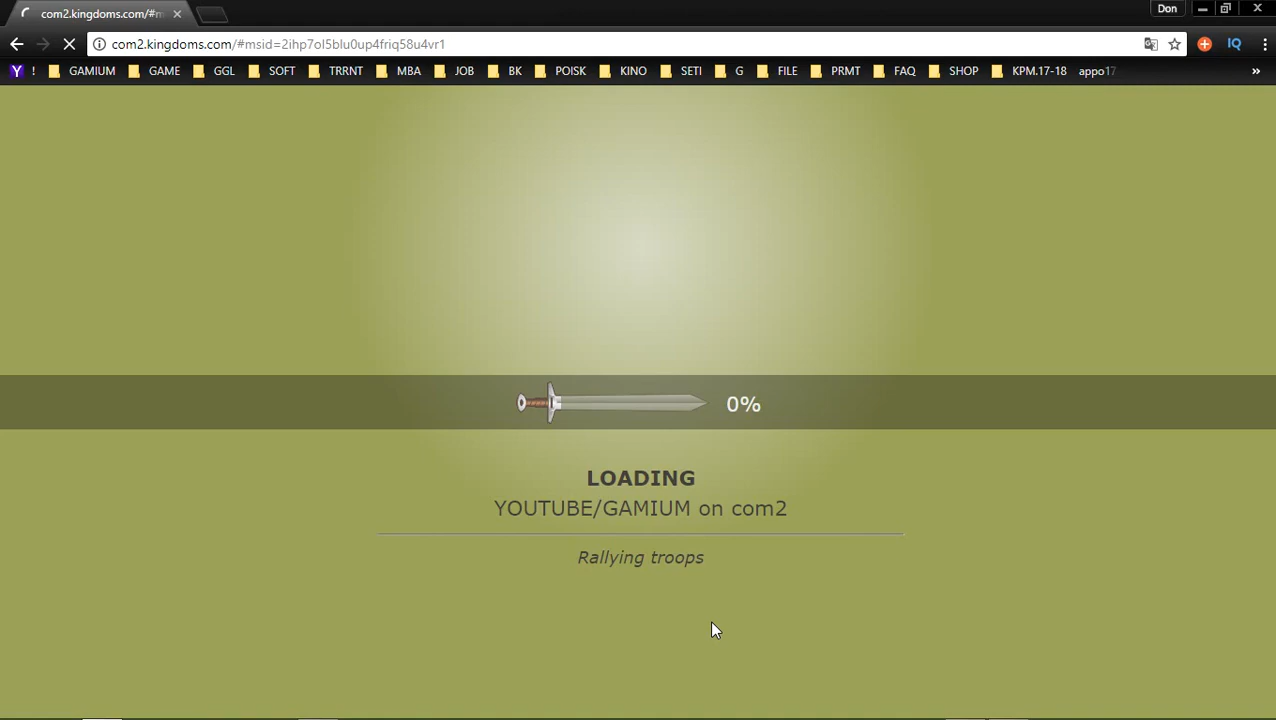 com2.kingdoms.com/#m
Don
com2.kingdoms.com/#msid=2ihp7ol5blu0up4friq58u4vr1
! GAMIUM GAME GGL SOFT TRRNT MBA JOB BK POISK KINO SETI G FILE PRMT FAQ SHOP KPM.17-18 appo17 »
0%
LOADING
YOUTUBE/GAMIUM on com2
Rallying troops